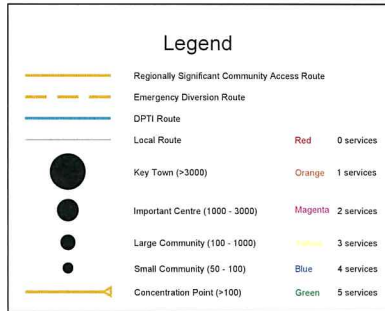 Legend
Regionally Significant Community Access Route
Emergency Diversion Route
DPTI Route
Local Route Red 0 services
Key Town (>3000) Orange 1 services
Important Centre (1000 - 3000) Magenta 2 services
Large Community (100 - 1000) Yellow 3 services
Small Community (50 - 100) Blue 4 services
Concentration Point (>100) Green 5 services